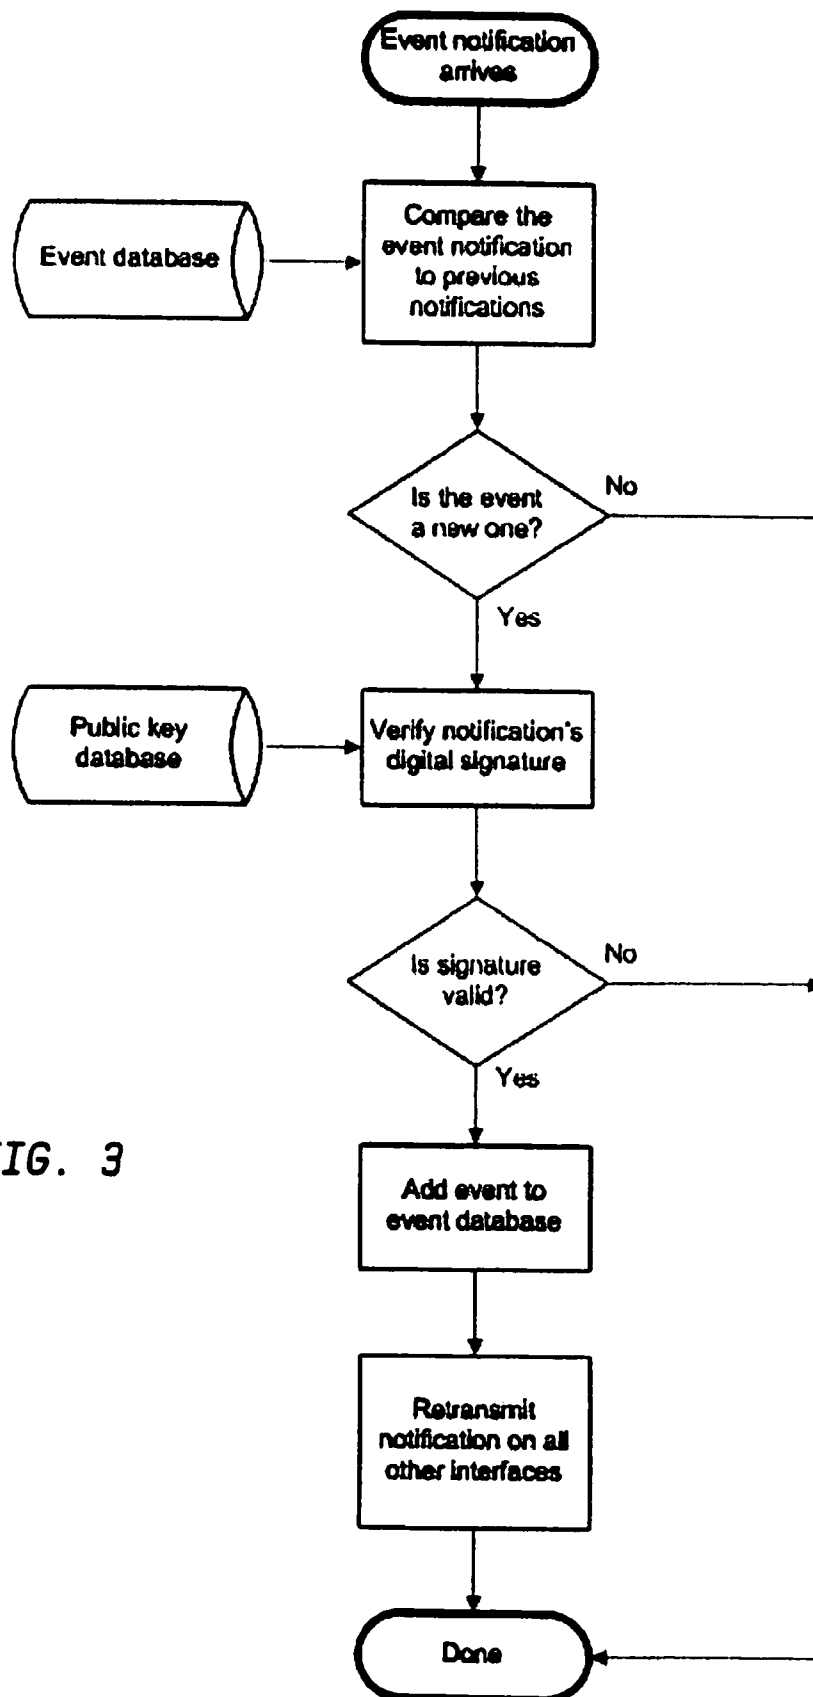 Event notification
arrives
Compare the
event notification
to previous
notifications
Event database
Is the event
a new one?
No
Yes
Public key
database
Verify notification's
digital signature
Is signature
valid?
No
Yes
IG. 3
Add event to
event database
Retransmit
notification on all
other interfaces
Done